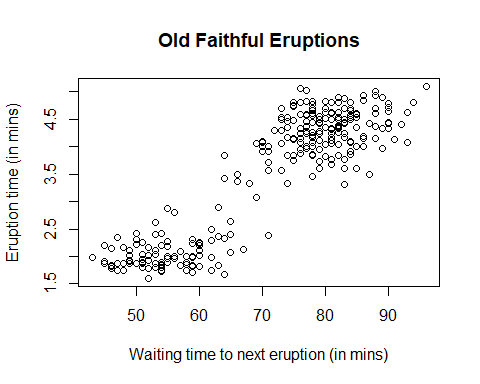 Old Faithful Eruptions
Eruption time (in mins)
4.5
3.5
2.5
1.5
50 60 70 80 90
Waiting time to next eruption (in mins)